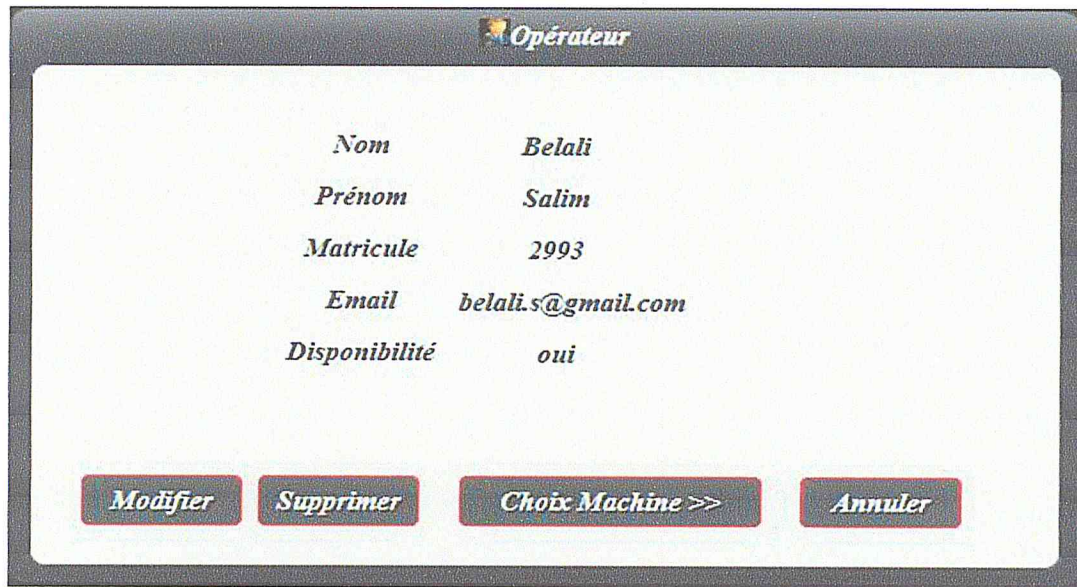 Opérateur
Nom Belali
Prénom Salim
Matricule 2993
Email belali.s@gmail.com
Disponibilité oui
Modifier Supprimer Choix Machine >> Annuler